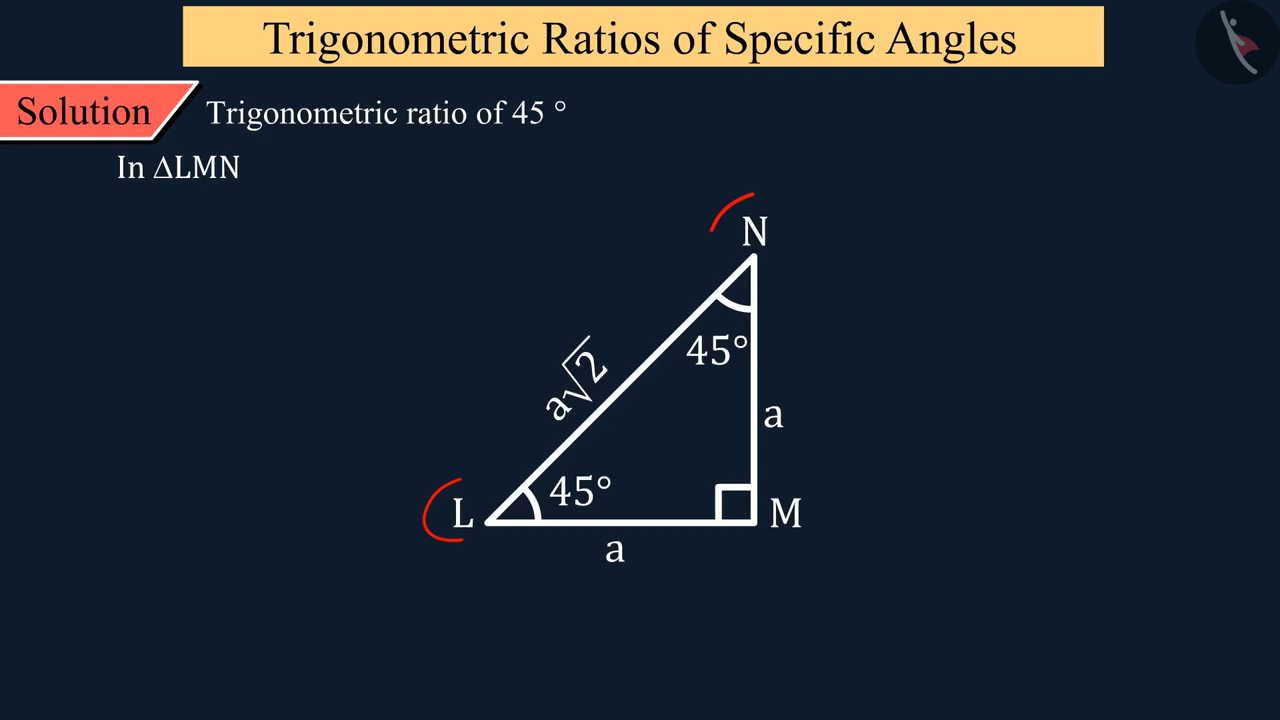 Trigonometric Ratios of Specific Angles
Solution
Trigonometric ratio of 45 °
In ΔLMN
N
45°
a√2
a
45°
L
M
a